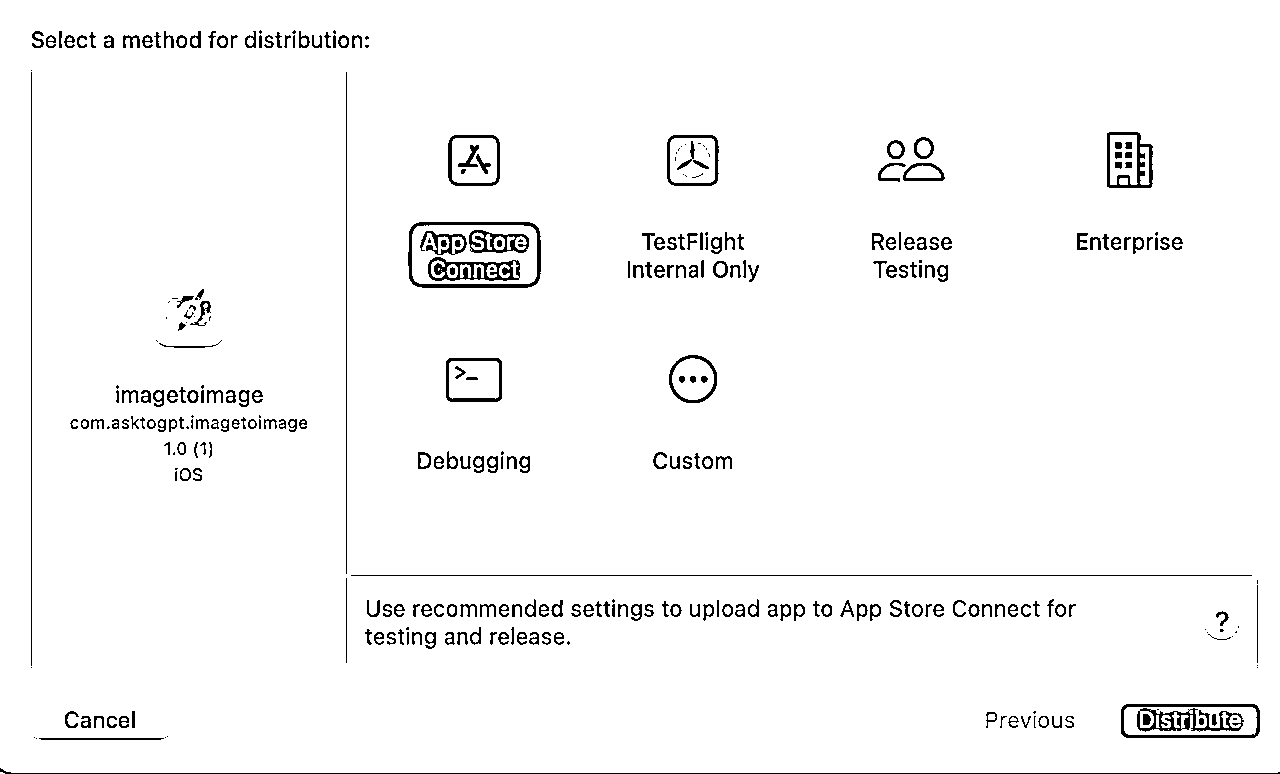 Select a method for distribution:
imagetoimage
com.asktogpt.imagetoimage
1.0 (1)
iOS
App Store
Connect
TestFlight
Internal Only
Release
Testing
Enterprise
Debugging
Custom
Use recommended settings to upload app to App Store Connect for
testing and release.
?
Cancel
Previous
Distribute